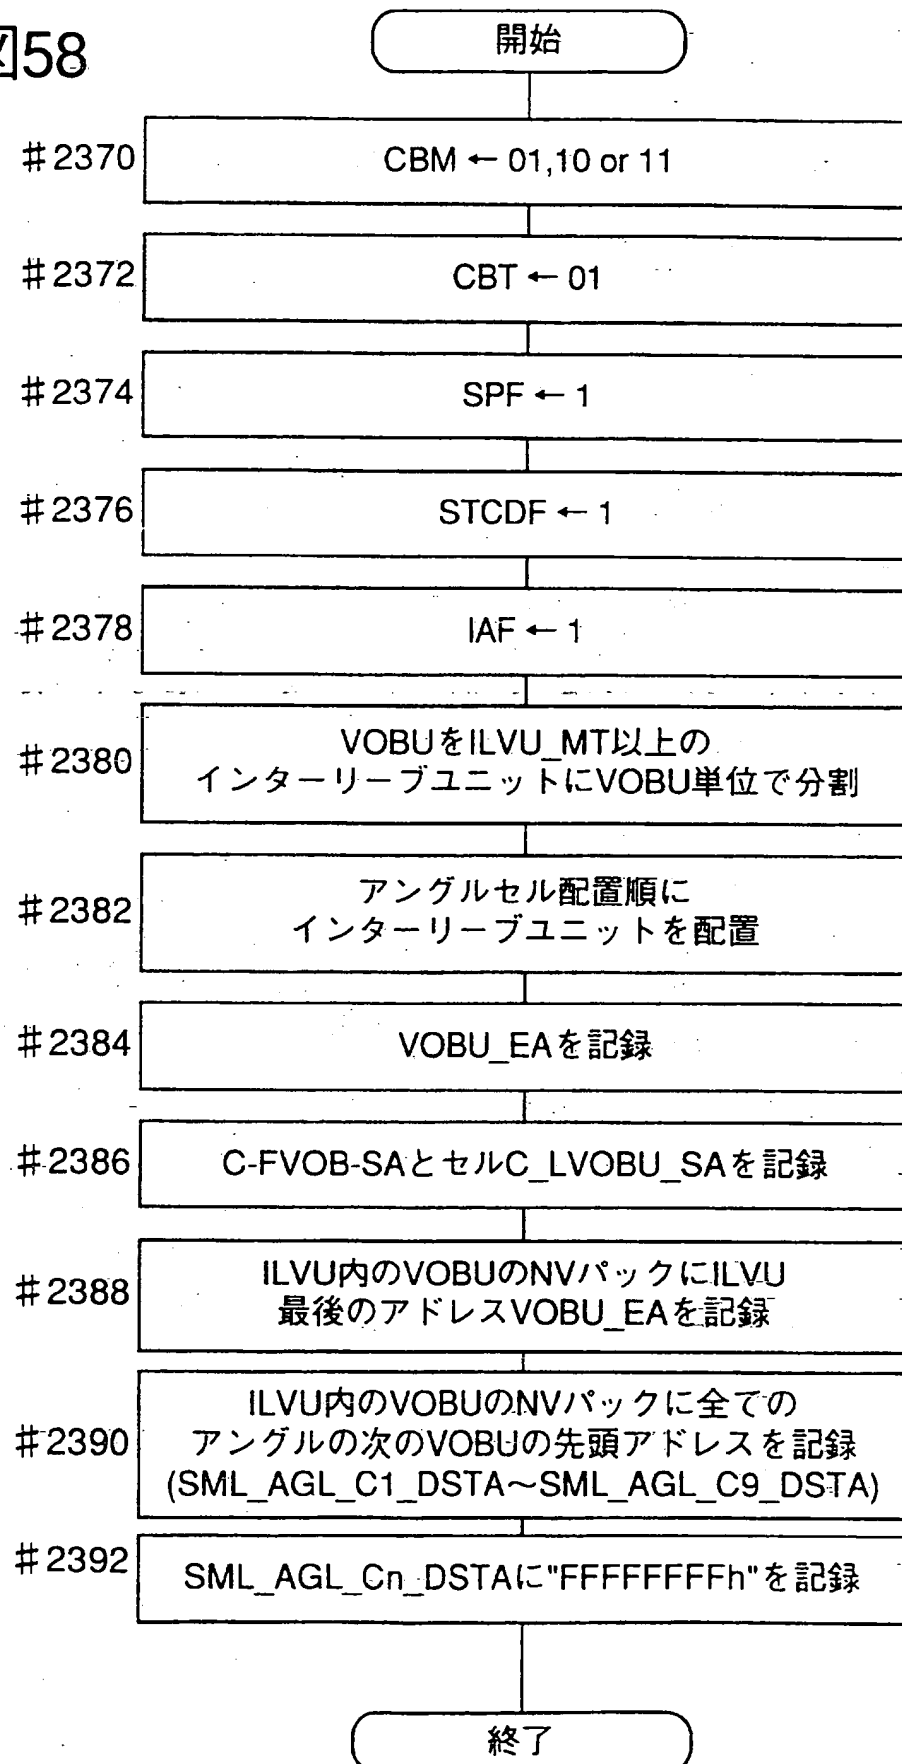 図58
開始
#2370
CBM ← 01,10 or 11
#2372
CBT ← 01
#2374
SPF ← 1
#2376
STCDF ← 1
#2378
IAF ← 1
#2380
VOBUをILVU_MT以上の
インターリーブユニットにVOBU単位で分割
#2382
アングルセル配置順に
インターリーブユニットを配置
#2384
VOBU_EAを記録
#2386
C-FVOB-SAとセルC_LVOBU_SAを記録
#2388
ILVU内のVOBUのNVパックにILVU
最後のアドレスVOBU_EAを記録
#2390
ILVU内のVOBUのNVパックに全ての
アングルの次のVOBUの先頭アドレスを記録
(SML_AGL_C1_DSTA～SML_AGL_C9_DSTA)
#2392
SML_AGL_Cn_DSTAに"FFFFFFFFh"を記録
終了